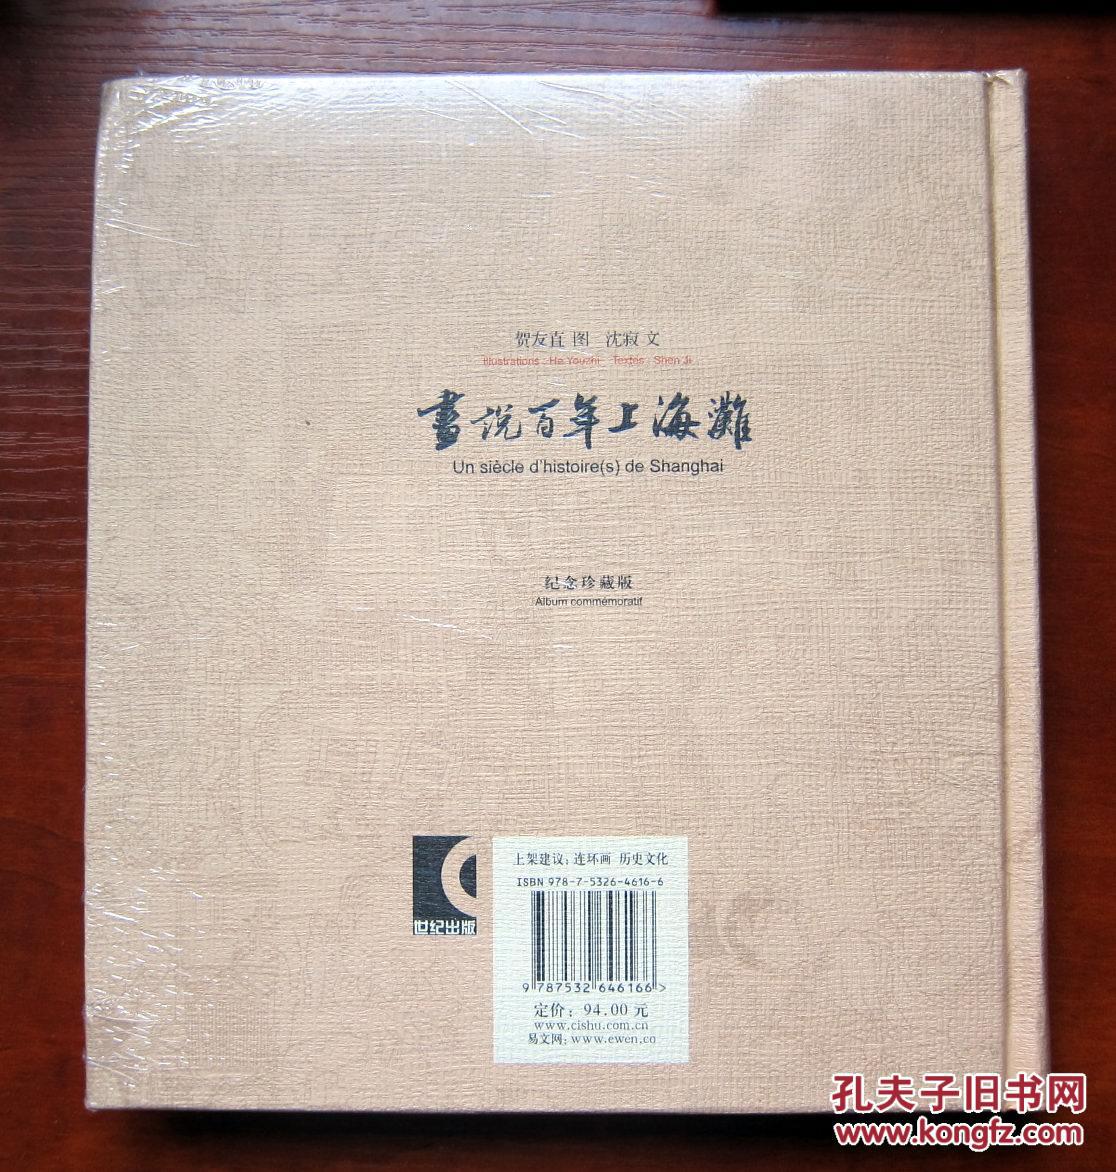 贺友直 图 沈寂 文
Illustrations : He Youzhi Textes : Shen Ji
畫说百年上海灘
Un siècle d'histoire(s) de Shanghai
纪念珍藏版
Album commémoratif
世纪出版
上架建议: 连环画 历史文化
ISBN 978-7-5326-4616-6
9 787532 646166 >
定价: 94.00 元
www.cishu.com.cn
易文网: www.ewen.co
孔夫子旧书网
www.kongfz.com